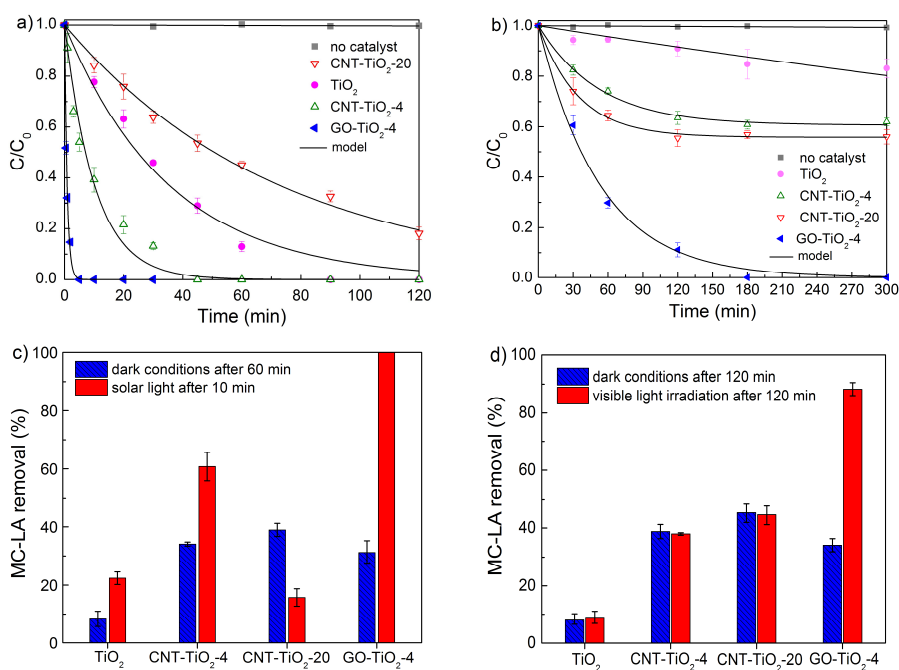 a)
C/C₀
1.0
0.8
0.6
0.4
0.2
0.0
0
20
40
60
80
100
120
Time (min)
no catalyst
CNT-TiO₂-20
TiO₂
CNT-TiO₂-4
GO-TiO₂-4
model
b)
C/C₀
1.0
0.8
0.6
0.4
0.2
0.0
0
30
60
90
120
150
180
210
240
270
300
Time (min)
no catalyst
TiO₂
CNT-TiO₂-4
CNT-TiO₂-20
GO-TiO₂-4
model
c)
MC-LA removal (%)
100
80
60
40
20
0
dark conditions after 60 min
solar light after 10 min
TiO₂
CNT-TiO₂-4
CNT-TiO₂-20
GO-TiO₂-4
d)
MC-LA removal (%)
100
80
60
40
20
0
dark conditions after 120 min
visible light irradiation after 120 min
TiO₂
CNT-TiO₂-4
CNT-TiO₂-20
GO-TiO₂-4